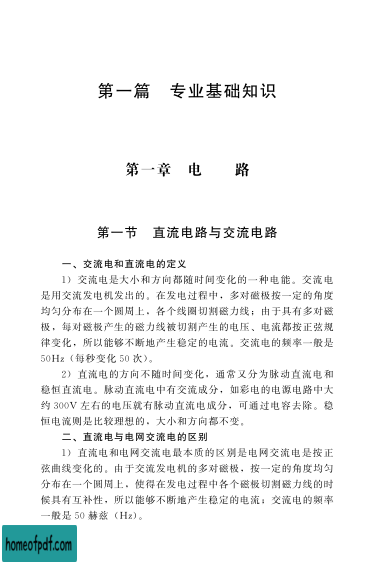 第一篇　专业基础知识
第一章　电　　路
第一节　直流电路与交流电路
一、交流电和直流电的定义
1）交流电是大小和方向都随时间变化的一种电能。交流电
是用交流发电机发出的。在发电过程中，多对磁极按一定的角度
均匀分布在一个圆周上，各个线圈切割磁力线；由于具有多对磁
极，每对磁极产生的磁力线被切割产生的电压、电流都按正弦规
律变化，所以能够不断地产生稳定的电流。交流电的频率一般是
50Hz（每秒变化 50 次）。
2）直流电的方向不随时间变化，通常又分为脉动直流电和
稳恒直流电。脉动直流电中有交流成分，如彩电的电源电路中大
约 300V 左右的电压就有脉动直流电成分，可通过电容去除。稳
恒电流则是比较理想的，大小和方向都不变。
二、直流电与电网交流电的区别
1）直流电和电网交流电最本质的区别是电网交流电是按正
弦曲线变化的。由于交流发电机的多对磁极，按一定的角度均匀
分布在一个圆周上，使得在发电过程中各个磁极切割磁力线的时
候具有互补性，所以能够不断地产生稳定的电流；交流电的频率
一般是 50 赫兹（Hz）。
homeofpdf.com